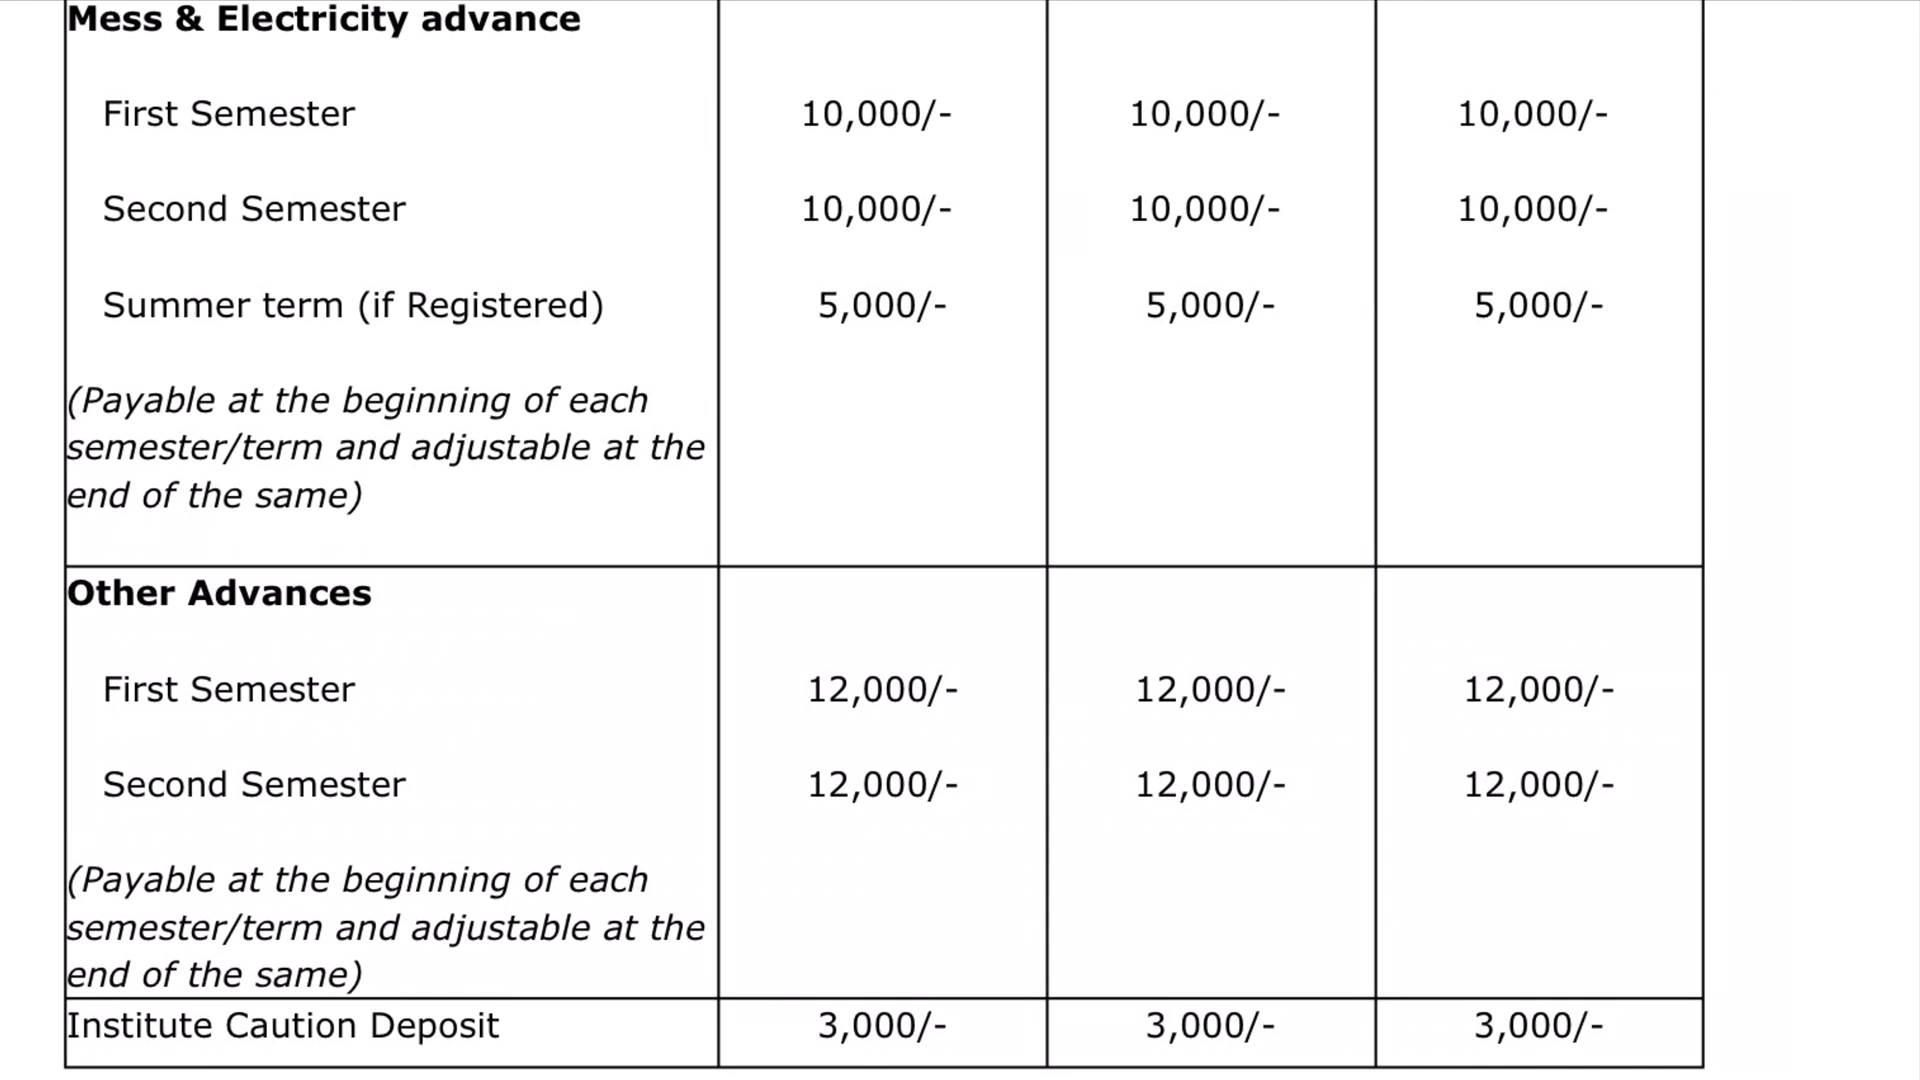 Mess & Electricity advance
First Semester 10,000/- 10,000/- 10,000/-
Second Semester 10,000/- 10,000/- 10,000/-
Summer term (if Registered) 5,000/- 5,000/- 5,000/-
(Payable at the beginning of each
semester/term and adjustable at the
end of the same)
Other Advances
First Semester 12,000/- 12,000/- 12,000/-
Second Semester 12,000/- 12,000/- 12,000/-
(Payable at the beginning of each
semester/term and adjustable at the
end of the same)
Institute Caution Deposit 3,000/- 3,000/- 3,000/-